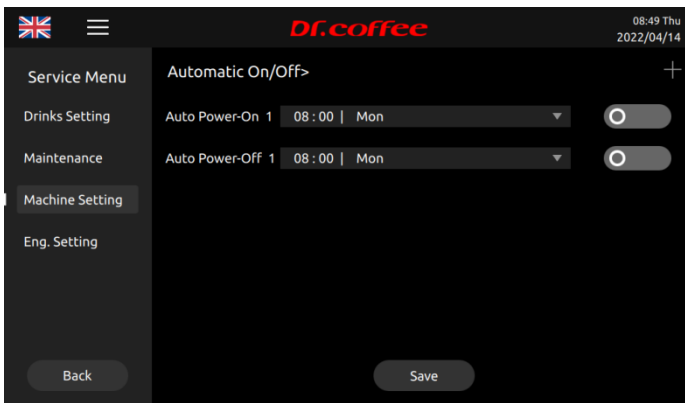 Dr.coffee
08:49 Thu
2022/04/14
Service Menu
Drinks Setting
Maintenance
Machine Setting
Eng. Setting
Back
Automatic On/Off>
Auto Power-On 1 08 : 00 | Mon
Auto Power-Off 1 08 : 00 | Mon
Save